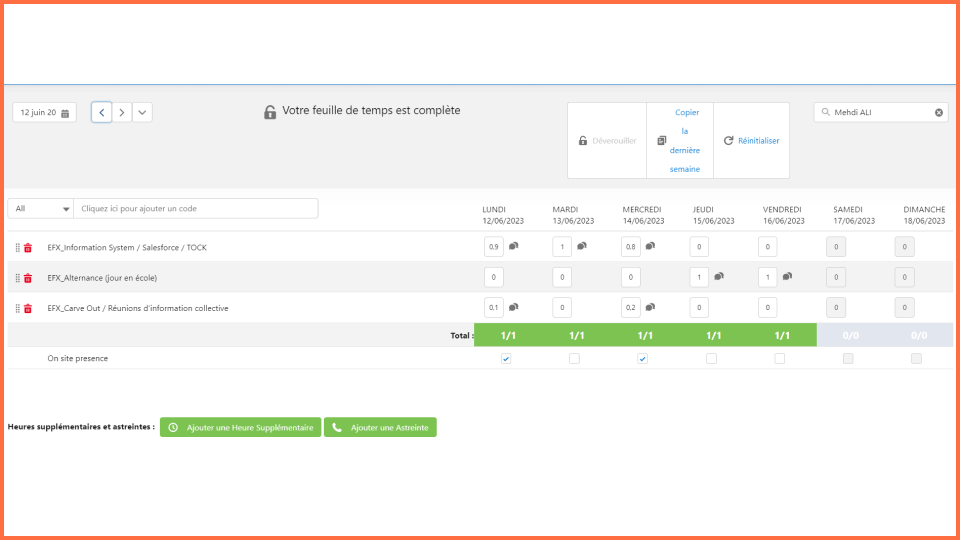 12 juin 20
Votre feuille de temps est complète
Déverouiller
Copier
la
dernière
semaine
Réinitialiser
Mehdi ALI
All
Cliquez ici pour ajouter un code
LUNDI MARDI MERCREDI JEUDI VENDREDI SAMEDI DIMANCHE
12/06/2023 13/06/2023 14/06/2023 15/06/2023 16/06/2023 17/06/2023 18/06/2023
EFX_Information System / Salesforce / TOCK 0,9 1 0,8 0 0 0 0
EFX_Alternance (jour en école) 0 0 0 1 1 0 0
EFX_Carve Out / Réunions d'information collective 0,1 0 0,2 0 0 0 0
Total : 1/1 1/1 1/1 1/1 1/1 0/0 0/0
On site presence
Heures supplémentaires et astreintes : Ajouter une Heure Supplémentaire Ajouter une Astreinte